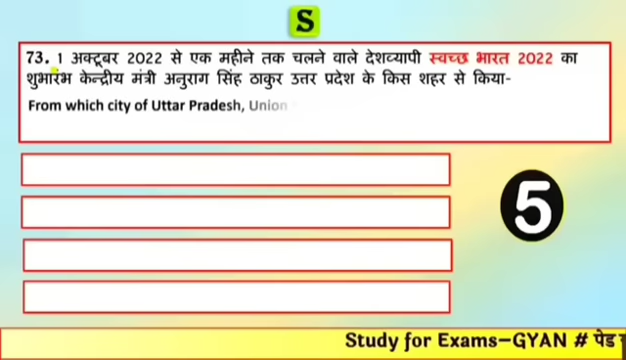 S
73. 1 अक्टूबर 2022 से एक महीने तक चलने वाले देशव्यापी स्वच्छ भारत 2022 का
शुभारंभ केन्द्रीय मंत्री अनुराग सिंह ठाकुर उत्तर प्रदेश के किस शहर से किया-
From which city of Uttar Pradesh, Union
5
Study for Exams-GYAN # पेड